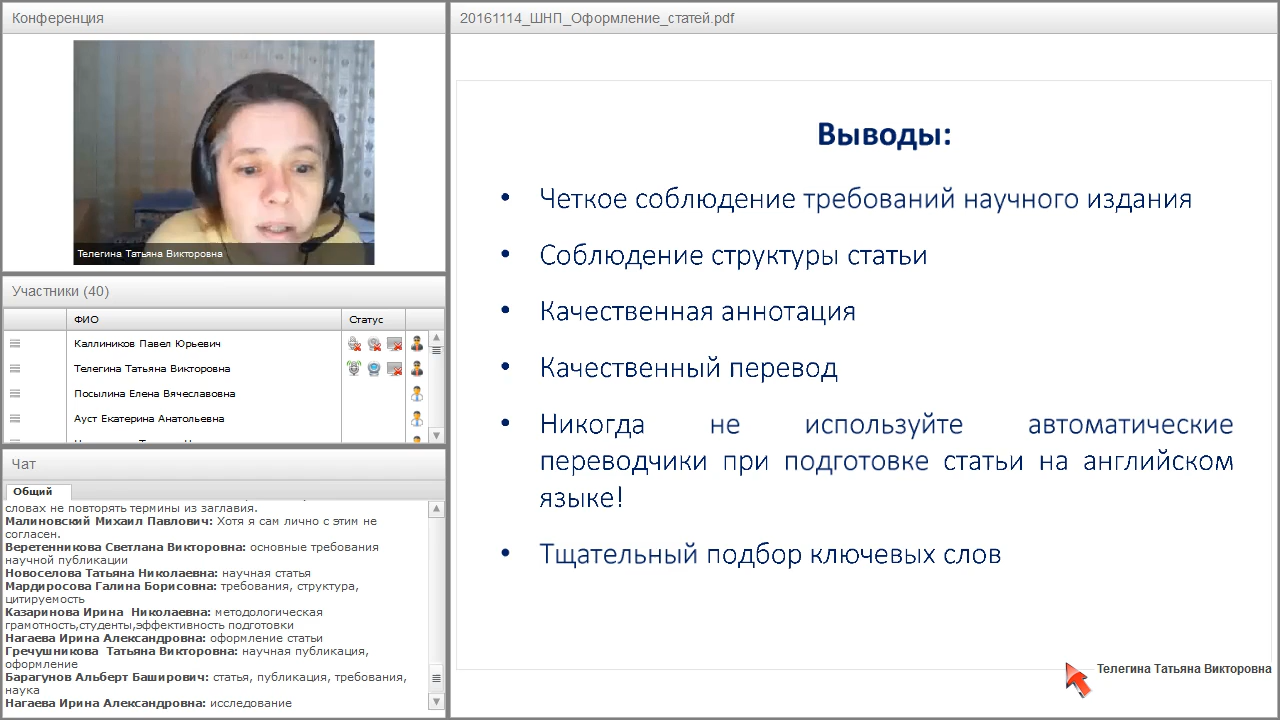 Конференция
Телегина Татьяна Викторовна
Участники (40)
ФИО
Статус
Каллиников Павел Юрьевич
Телегина Татьяна Викторовна
Посылина Елена Вячеславовна
Ауст Екатерина Анатольевна
Чат
Общий
словах не повторять термины из заглавия.
Малиновский Михаил Павлович: Хотя я сам лично с этим не
согласен.
Веретенникова Светлана Викторовна: основные требования
научной публикации
Новоселова Татьяна Николаевна: научная статья
Мардиросова Галина Борисовна: требования, структура,
цитируемость
Казаринова Ирина Николаевна: методологическая
грамотность,студенты,эффективность подготовки
Нагаева Ирина Александровна: оформление статьи
Гречушникова Татьяна Викторовна: научная публикация,
оформление
Барагунов Альберт Баширович: статья, публикация, требования,
наука
Нагаева Ирина Александровна: исследование
20161114_ШНП_Оформление_статей.pdf
Выводы:
• Четкое соблюдение требований научного издания
• Соблюдение структуры статьи
• Качественная аннотация
• Качественный перевод
• Никогда не используйте автоматические
переводчики при подготовке статьи на английском
языке!
• Тщательный подбор ключевых слов
Телегина Татьяна Викторовна